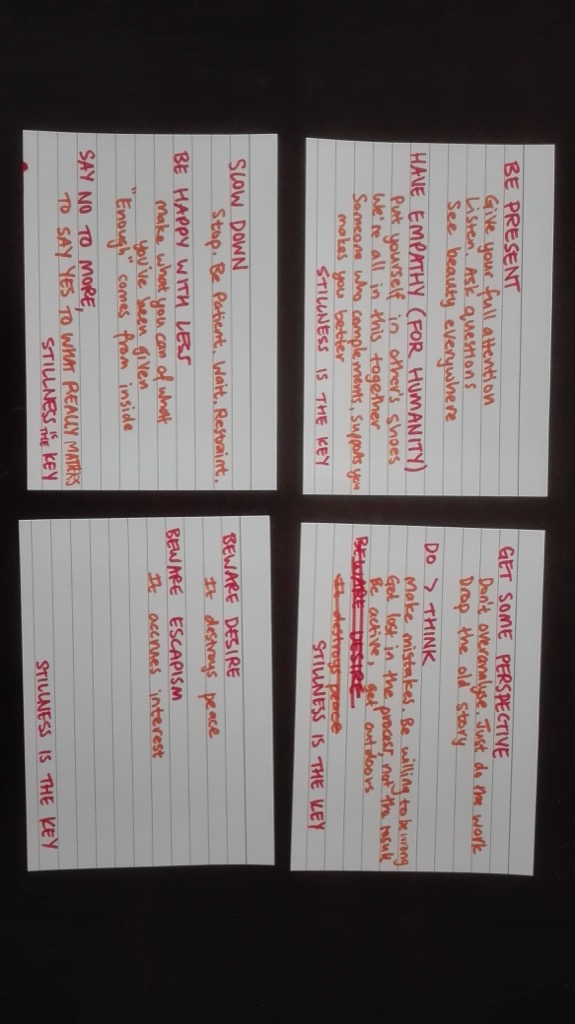 BE PRESENT
Give your full attention
Listen. Ask questions
See beauty everywhere
HAVE EMPATHY (FOR HUMANITY)
Put yourself in other's shoes
We're all in this together
Someone who complements, supports you
makes you better
STILLNESS IS THE KEY
GET SOME PERSPECTIVE
Don't overanalyse. Just do the work
Drop the old story
DO > THINK
Make mistakes. Be willing to be wrong
Get lost in the process, not the result
Be active, get outdoors
BEWARE DESIRE
It destroys peace
STILLNESS IS THE KEY
SLOW DOWN
Stop. Be Patient. Wait. Restraint.
BE HAPPY WITH LESS
Make what you can of what
you've been given
"Enough" comes from inside
SAY NO TO MORE,
TO SAY YES TO WHAT REALLY MATTERS
STILLNESS IS THE KEY
BEWARE DESIRE
It destroys peace
BEWARE ESCAPISM
It accrues interest
STILLNESS IS THE KEY